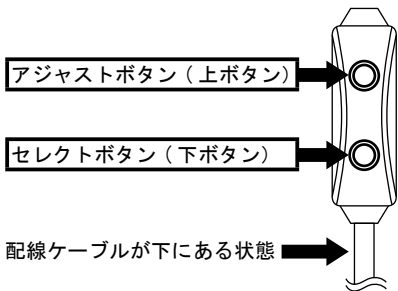 アジャストボタン ( 上ボタン)
セレクトボタン ( 下ボタン)
配線ケーブルが下にある状態